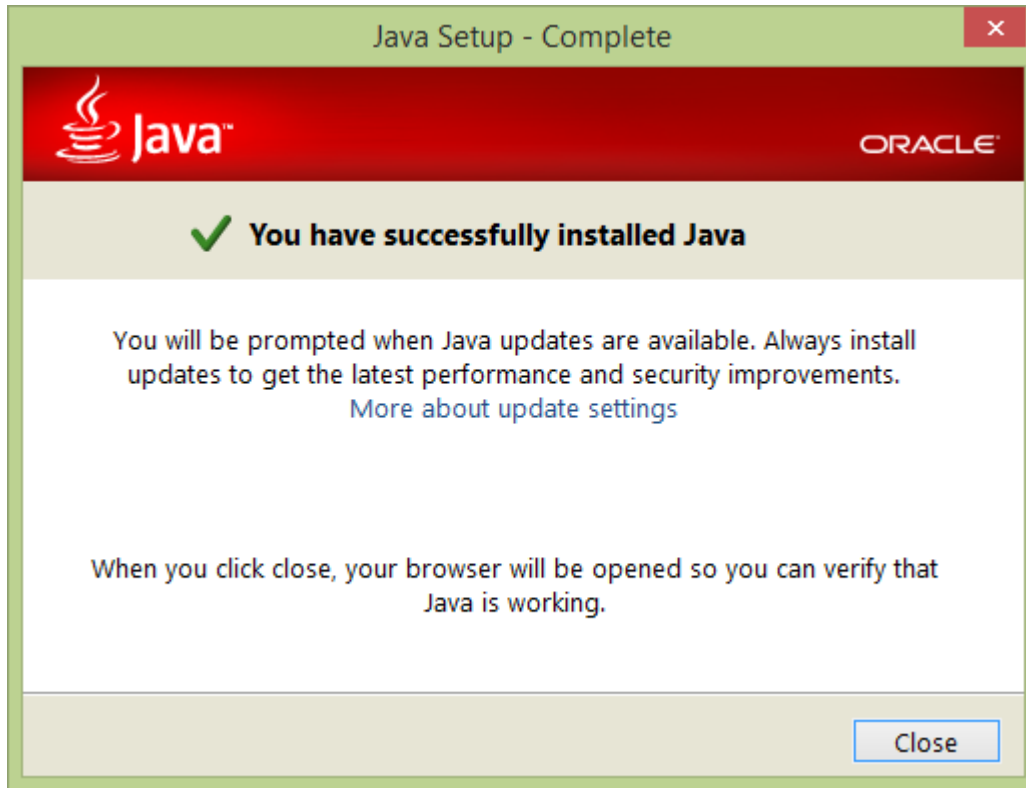 Java Setup - Complete
Java™
ORACLE
You have successfully installed Java
You will be prompted when Java updates are available. Always install
updates to get the latest performance and security improvements.
More about update settings
When you click close, your browser will be opened so you can verify that
Java is working.
Close